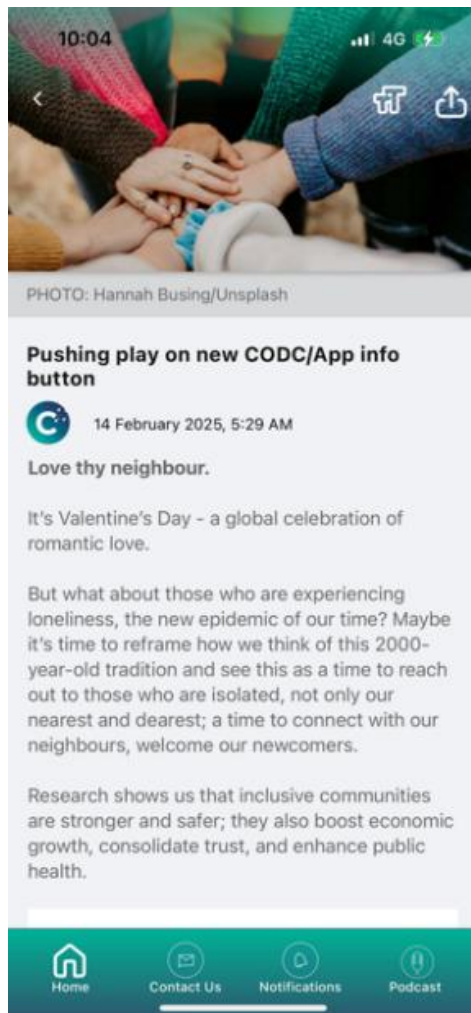 10:04
4G
TT
PHOTO: Hannah Busing/Unsplash
Pushing play on new CODC/App info
button
C
14 February 2025, 5:29 AM
Love thy neighbour.
It's Valentine's Day - a global celebration of
romantic love.
But what about those who are experiencing
loneliness, the new epidemic of our time? Maybe
it's time to reframe how we think of this 2000-
year-old tradition and see this as a time to reach
out to those who are isolated, not only our
nearest and dearest; a time to connect with our
neighbours, welcome our newcomers.
Research shows us that inclusive communities
are stronger and safer; they also boost economic
growth, consolidate trust, and enhance public
health.
Home
Contact Us
Notifications
Podcast